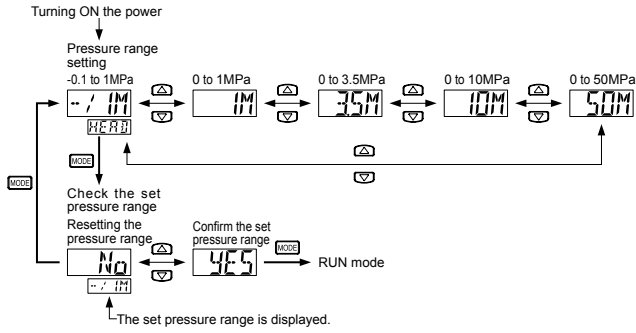 Turning ON the power
Pressure range
setting
-0.1 to 1MPa
0 to 1MPa
0 to 3.5MPa
0 to 10MPa
0 to 50MPa
--/ 1M
1M
3.5M
10M
50M
HEAD
MODE
MODE
Check the set
pressure range
Resetting the
pressure range
Confirm the set
pressure range
MODE
No
YES
RUN mode
--/ 1M
The set pressure range is displayed.